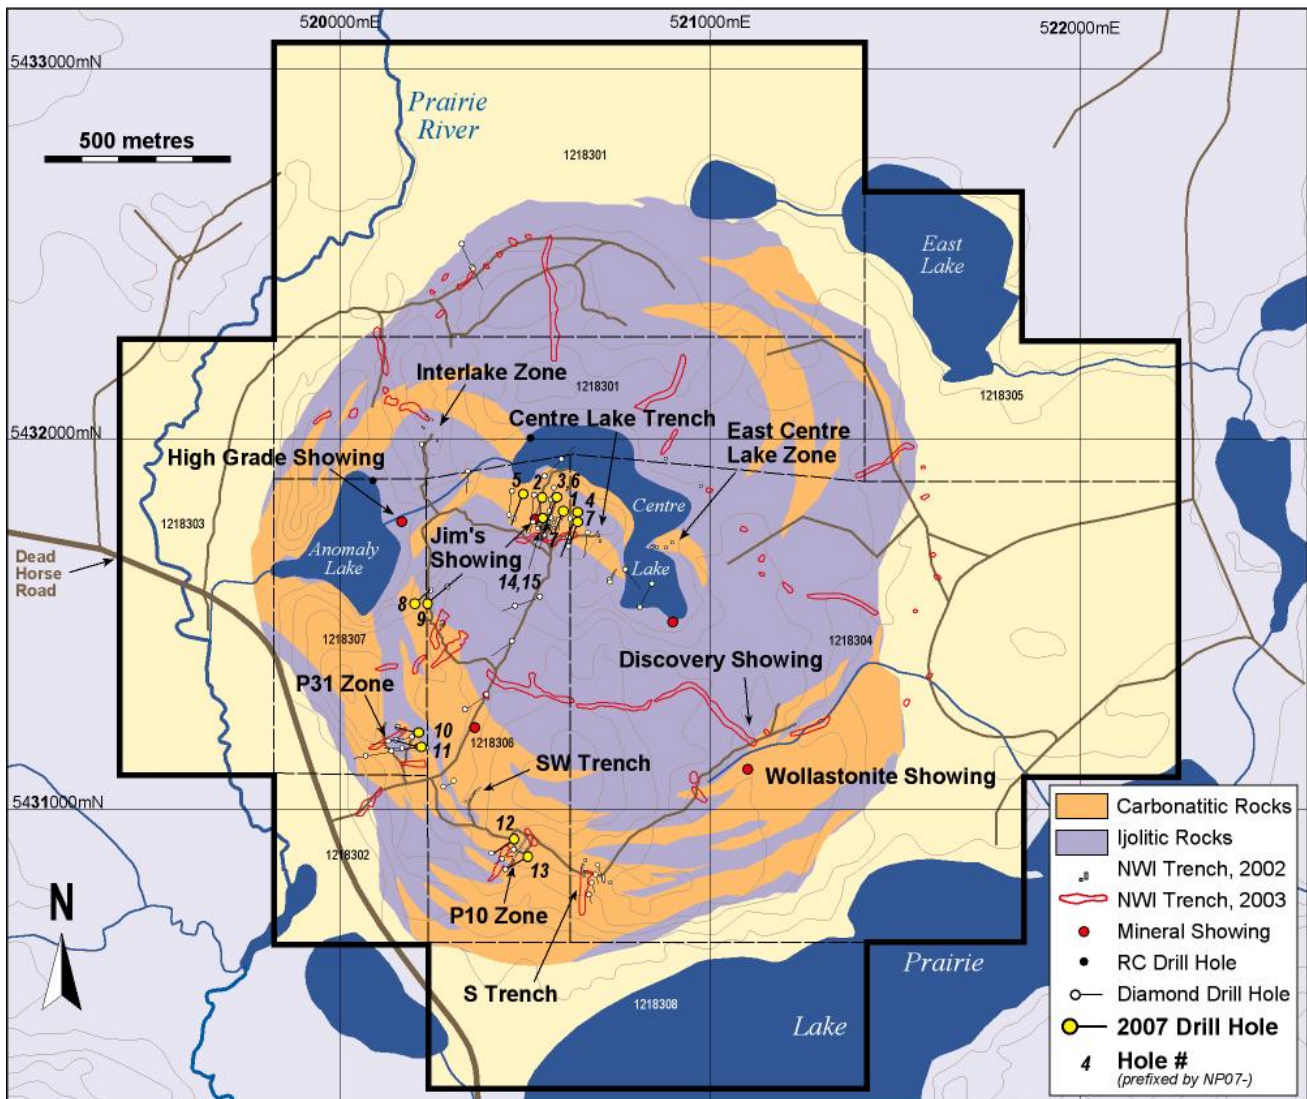 520000mE
521000mE
522000mE
5433000mN
Prairie
River
500 metres
1218301
East
Lake
Interlake Zone
1218301
1218305
Centre Lake Trench
5432000mN
East Centre
Lake Zone
High Grade Showing
5
2
3,6
1
4
7
Centre
1218303
Jim's
Showing
Anomaly
Lake
Dead
Horse
Road
7
Lake
14,15
8
9
1218307
1218304
Discovery Showing
P31 Zone
10
11
1218306
SW Trench
Wollastonite Showing
5431000mN
12
1218302
13
P10 Zone
N
S Trench
Prairie
1218308
Lake
Carbonatitic Rocks
Ijolitic Rocks
NWI Trench, 2002
NWI Trench, 2003
Mineral Showing
RC Drill Hole
Diamond Drill Hole
2007 Drill Hole
4 Hole #
(prefixed by NP07-)